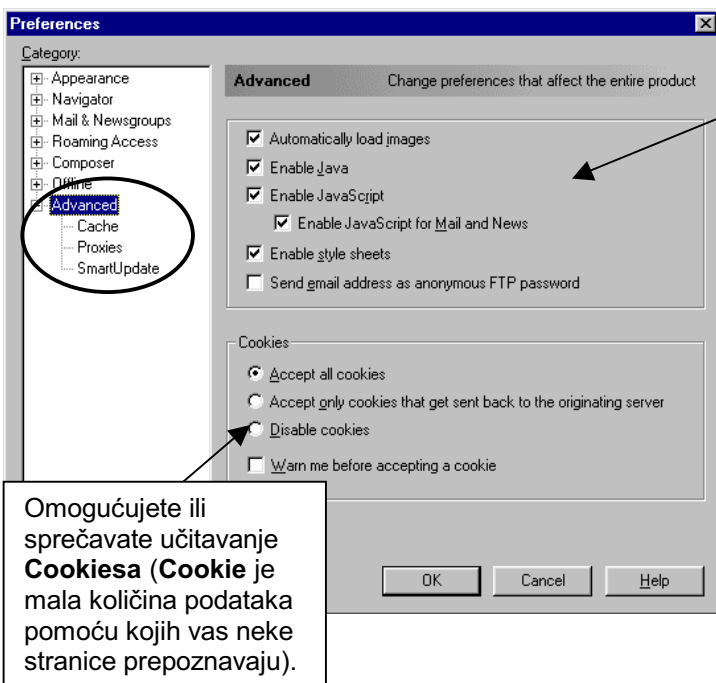 Preferences
Category:
Appearance
Navigator
Mail & Newsgroups
Roaming Access
Composer
Offline
Advanced
Cache
Proxies
SmartUpdate
Advanced Change preferences that affect the entire product
Automatically load images
Enable Java
Enable JavaScript
Enable JavaScript for Mail and News
Enable style sheets
Send email address as anonymous FTP password
Cookies
Accept all cookies
Accept only cookies that get sent back to the originating server
Disable cookies
Warn me before accepting a cookie
OK Cancel Help
Omogućujete ili
sprečavate učitavanje
Cookiesa (Cookie je
mala količina podataka
pomoću kojih vas neke
stranice prepoznavaju).